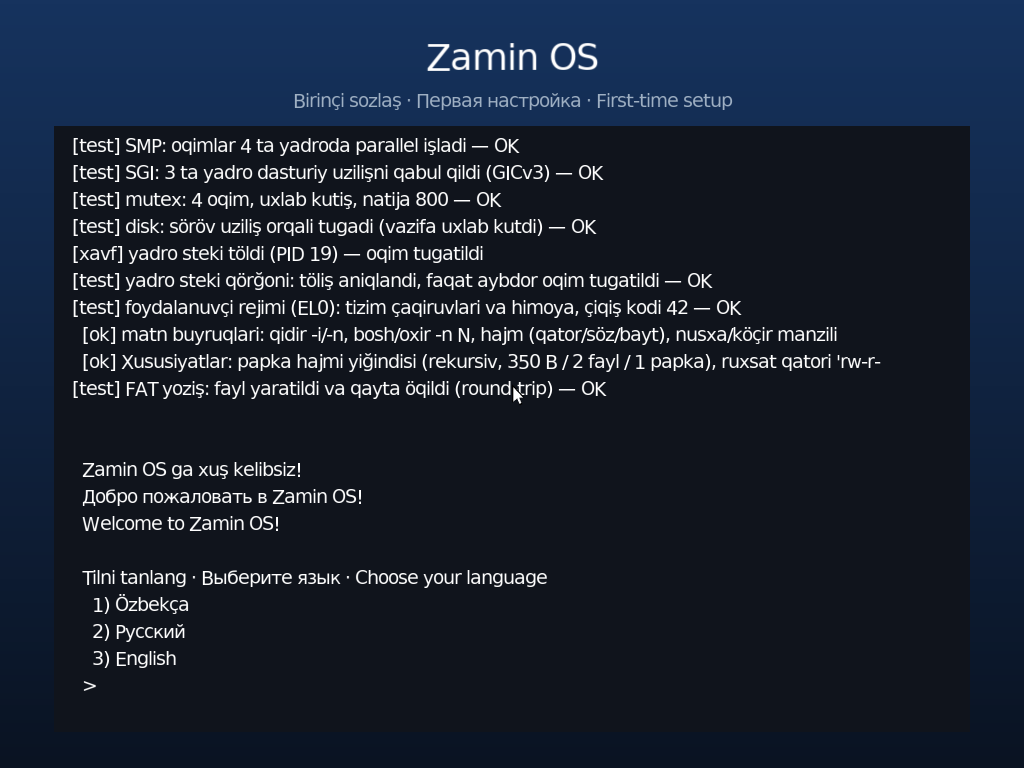 Zamin OS
Birinçi sozlaş · Первая настройка · First-time setup
[test] SMP: oqimlar 4 ta yadroda parallel işladi — OK
[test] SGI: 3 ta yadro dasturiy uzilişni qabul qildi (GICv3) — OK
[test] mutex: 4 oqim, uxlab kutiş, natija 800 — OK
[test] disk: söröv uziliş orqali tugadi (vazifa uxlab kutdi) — OK
[xavf] yadro steki töldi (PID 19) — oqim tugatildi
[test] yadro steki qörğoni: töliş aniqlandi, faqat aybdor oqim tugatildi — OK
[test] foydalanuvçi rejimi (EL0): tizim çaqiruvlari va himoya, çiqiş kodi 42 — OK
[ok] matn buyruqlari: qidir -i/-n, bosh/oxir -n N, hajm (qator/söz/bayt), nusxa/köçir manzili
[ok] Xususiyatlar: papka hajmi yiğindisi (rekursiv, 350 B / 2 fayl / 1 papka), ruxsat qatori 'rw-r-
[test] FAT yoziş: fayl yaratildi va qayta öqildi (round trip) — OK
Zamin OS ga xuş kelibsiz!
Добро пожаловать в Zamin OS!
Welcome to Zamin OS!
Tilni tanlang · Выберите язык · Choose your language
1) Özbekça
2) Русский
3) English
>